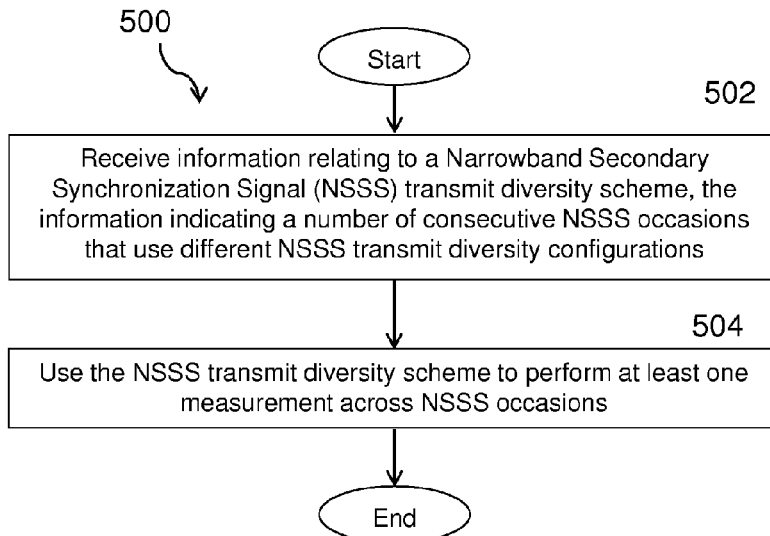 500
Start
502
Receive information relating to a Narrowband Secondary
Synchronization Signal (NSSS) transmit diversity scheme, the
information indicating a number of consecutive NSSS occasions
that use different NSSS transmit diversity configurations
504
Use the NSSS transmit diversity scheme to perform at least one
measurement across NSSS occasions
End